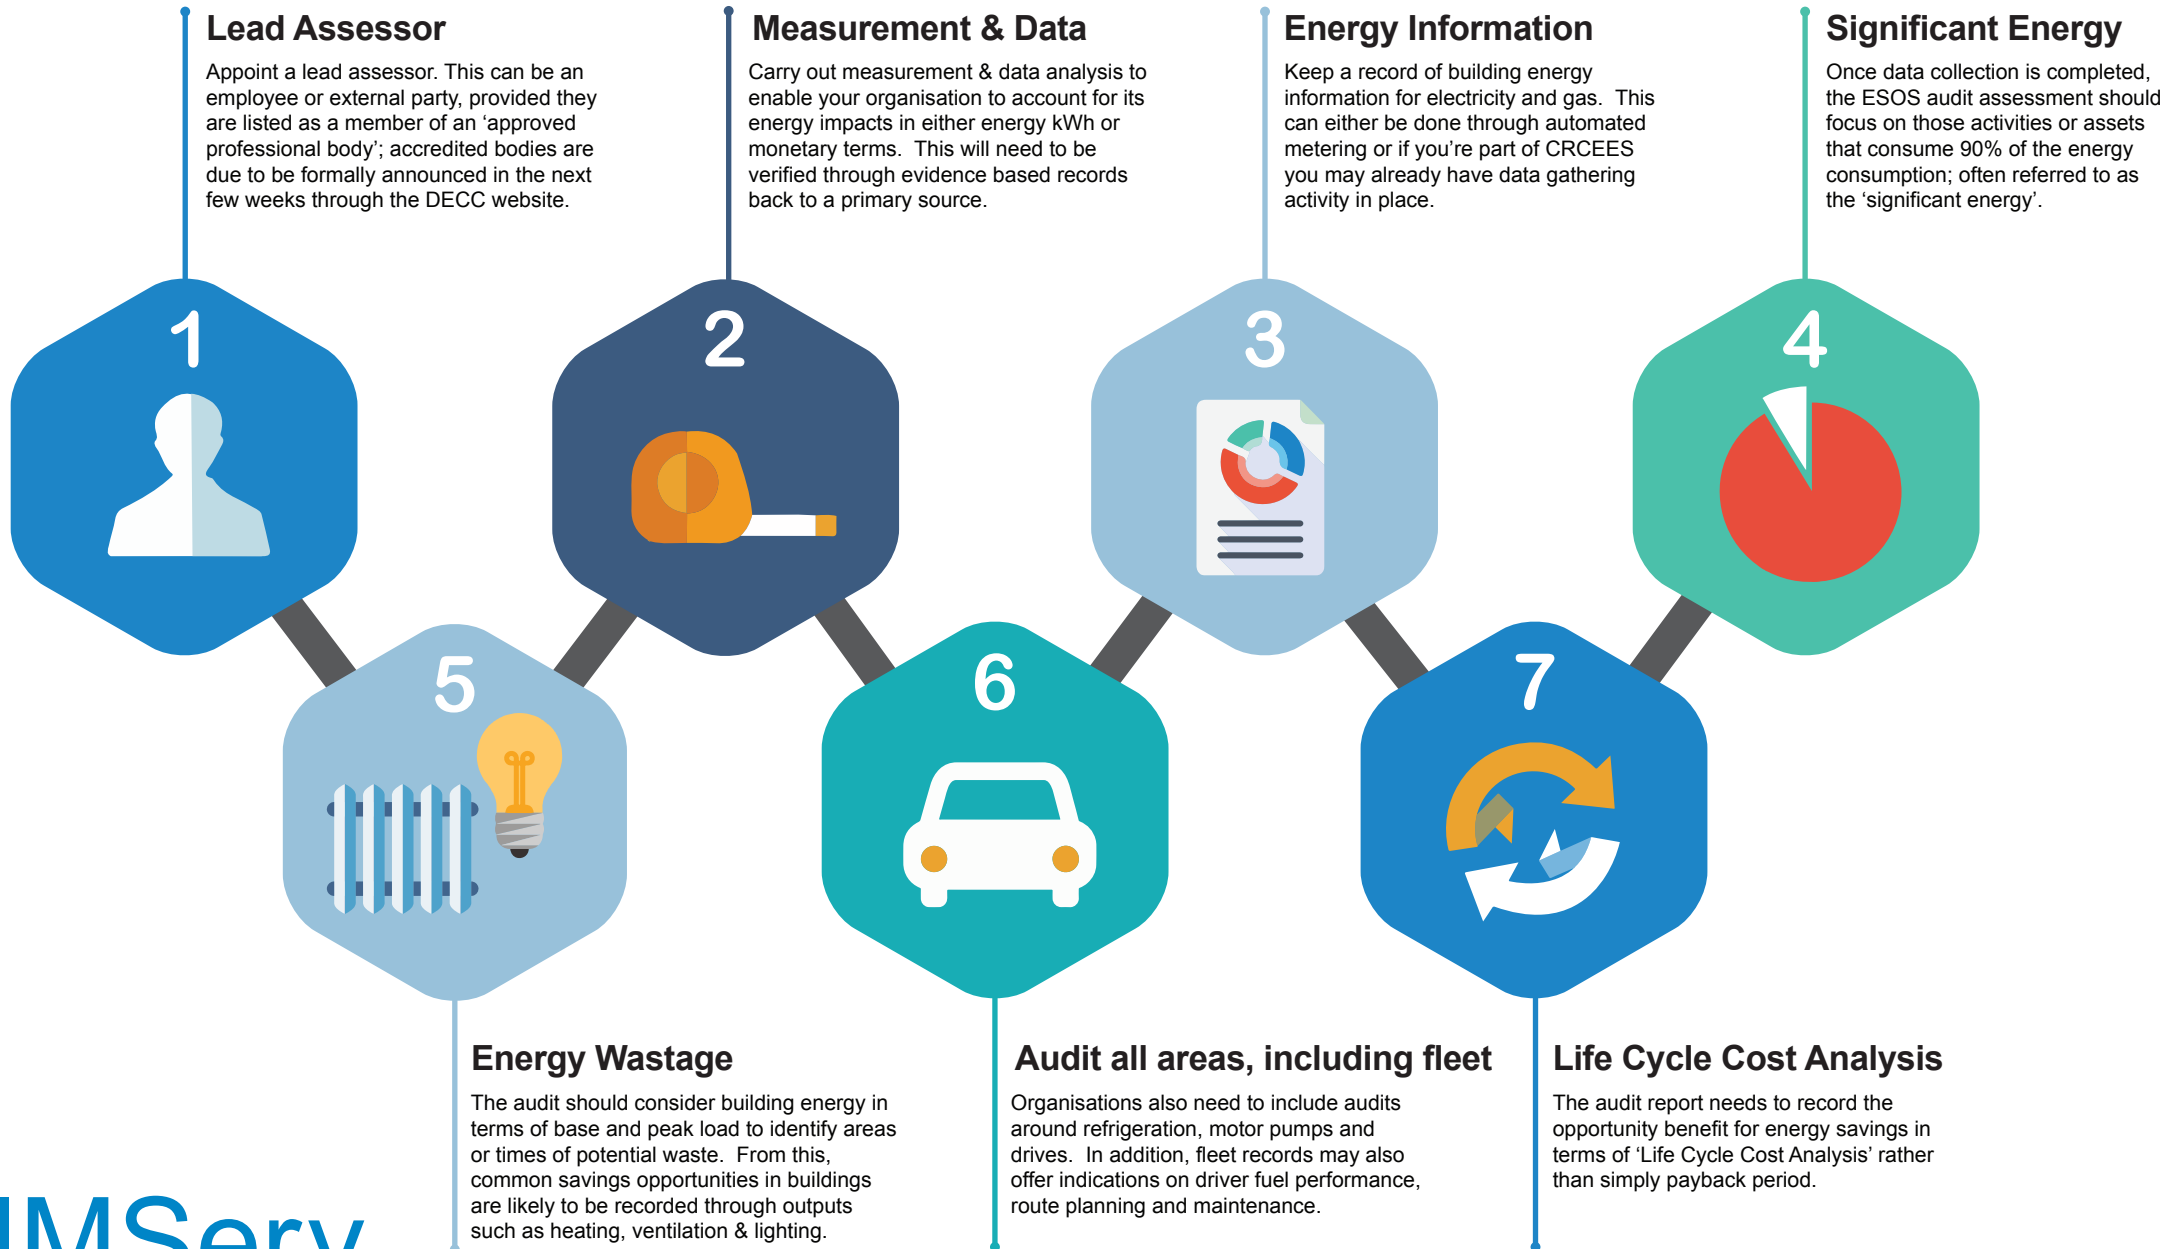 Lead Assessor
Appoint a lead assessor. This can be an
employee or external party, provided they
are listed as a member of an ‘approved
professional body’; accredited bodies are
due to be formally announced in the next
few weeks through the DECC website.
Measurement & Data
Carry out measurement & data analysis to
enable your organisation to account for its
energy impacts in either energy kWh or
monetary terms.  This will need to be
verified through evidence based records
back to a primary source.
Energy Information
Keep a record of building energy
information for electricity and gas.  This
can either be done through automated
metering or if you’re part of CRCEES
you may already have data gathering
activity in place.
Significant Energy
Once data collection is completed,
the ESOS audit assessment should
focus on those activities or assets
that consume 90% of the energy
consumption; often referred to as
the ‘significant energy’.
1
2
3
4
5
6
7
Energy Wastage
The audit should consider building energy in
terms of base and peak load to identify areas
or times of potential waste.  From this,
common savings opportunities in buildings
are likely to be recorded through outputs
such as heating, ventilation & lighting.
Audit all areas, including fleet
Organisations also need to include audits
around refrigeration, motor pumps and
drives.  In addition, fleet records may also
offer indications on driver fuel performance,
route planning and maintenance.
Life Cycle Cost Analysis
The audit report needs to record the
opportunity benefit for energy savings in
terms of ‘Life Cycle Cost Analysis’ rather
than simply payback period.
IMServ